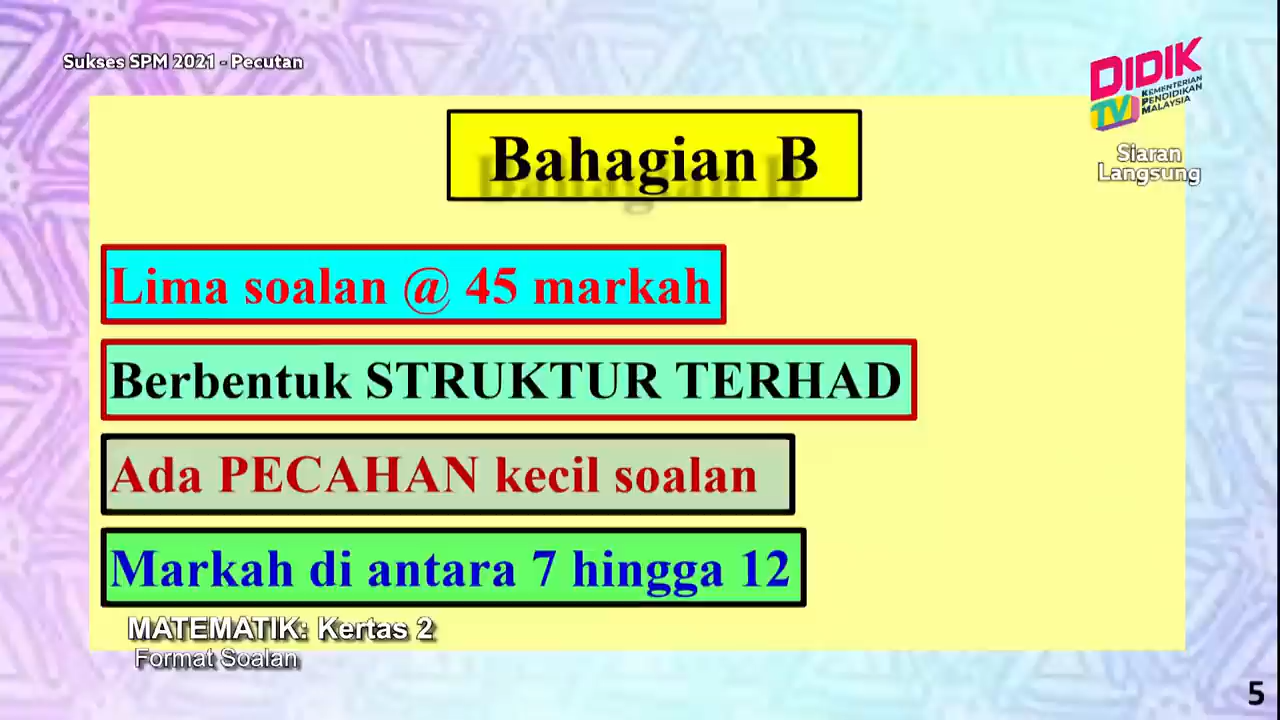 Sukses SPM 2021 - Pecutan
DIDIK
TV
KEMENTERIAN
PENDIDIKAN
MALAYSIA
Siaran
Langsung
Bahagian B
Lima soalan @ 45 markah
Berbentuk STRUKTUR TERHAD
Ada PECAHAN kecil soalan
Markah di antara 7 hingga 12
MATEMATIK: Kertas 2
Format Soalan
5